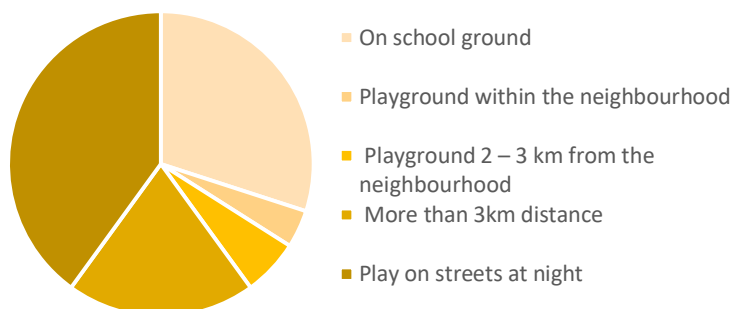 On school ground
Playground within the neighbourhood
Playground 2 – 3 km from the
neighbourhood
More than 3km distance
Play on streets at night